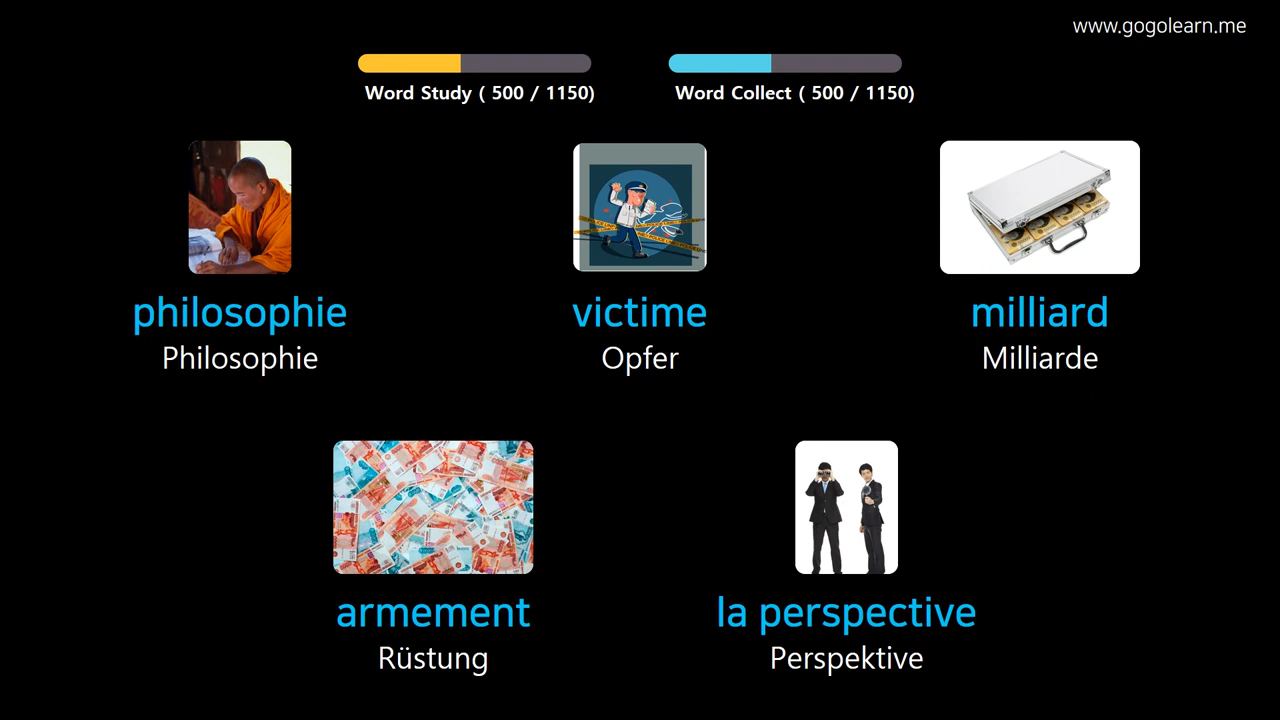 www.gogolearn.me
Word Study ( 500 / 1150)
Word Collect ( 500 / 1150)
philosophie
Philosophie
victime
Opfer
milliard
Milliarde
armement
Rüstung
la perspective
Perspektive